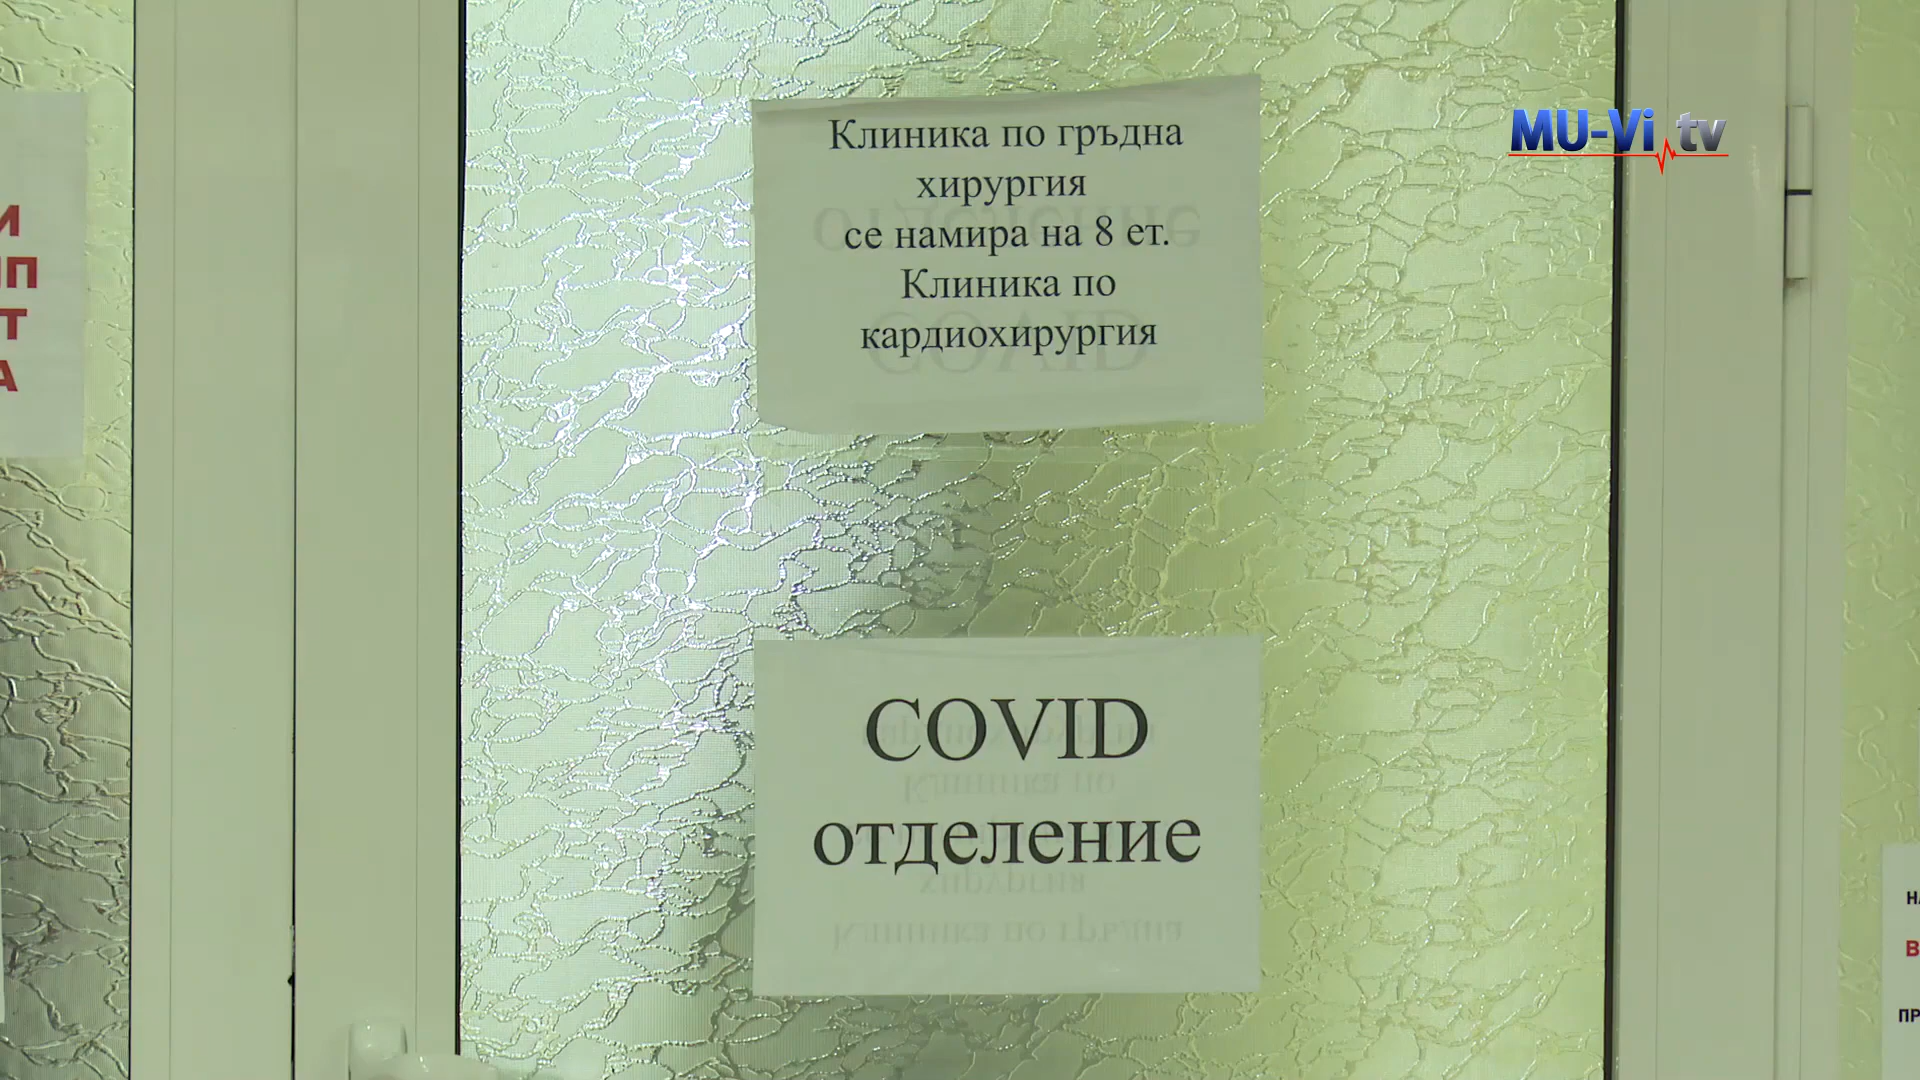 MU-Vi tv
Клиника по гръдна
хирургия
се намира на 8 ет.
Клиника по
кардиохирургия
COVID
отделение